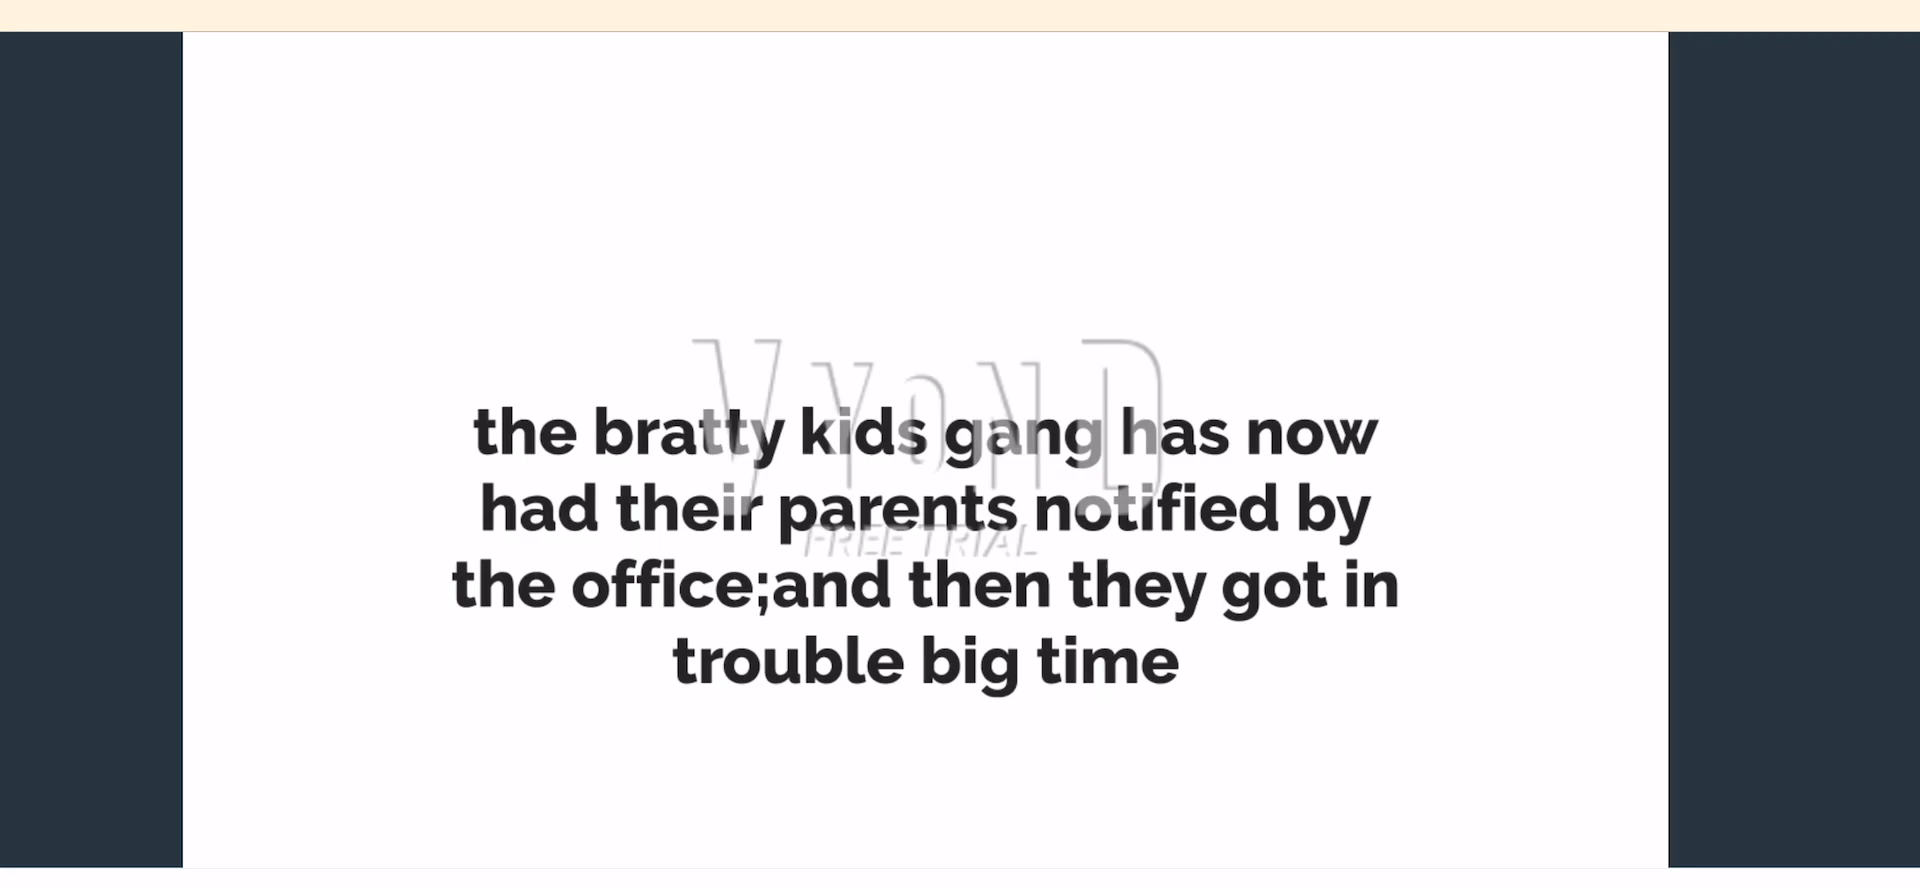 VYOND
the bratty kids gang has now
had their parents notified by
FREE TRIAL
the office;and then they got in
trouble big time